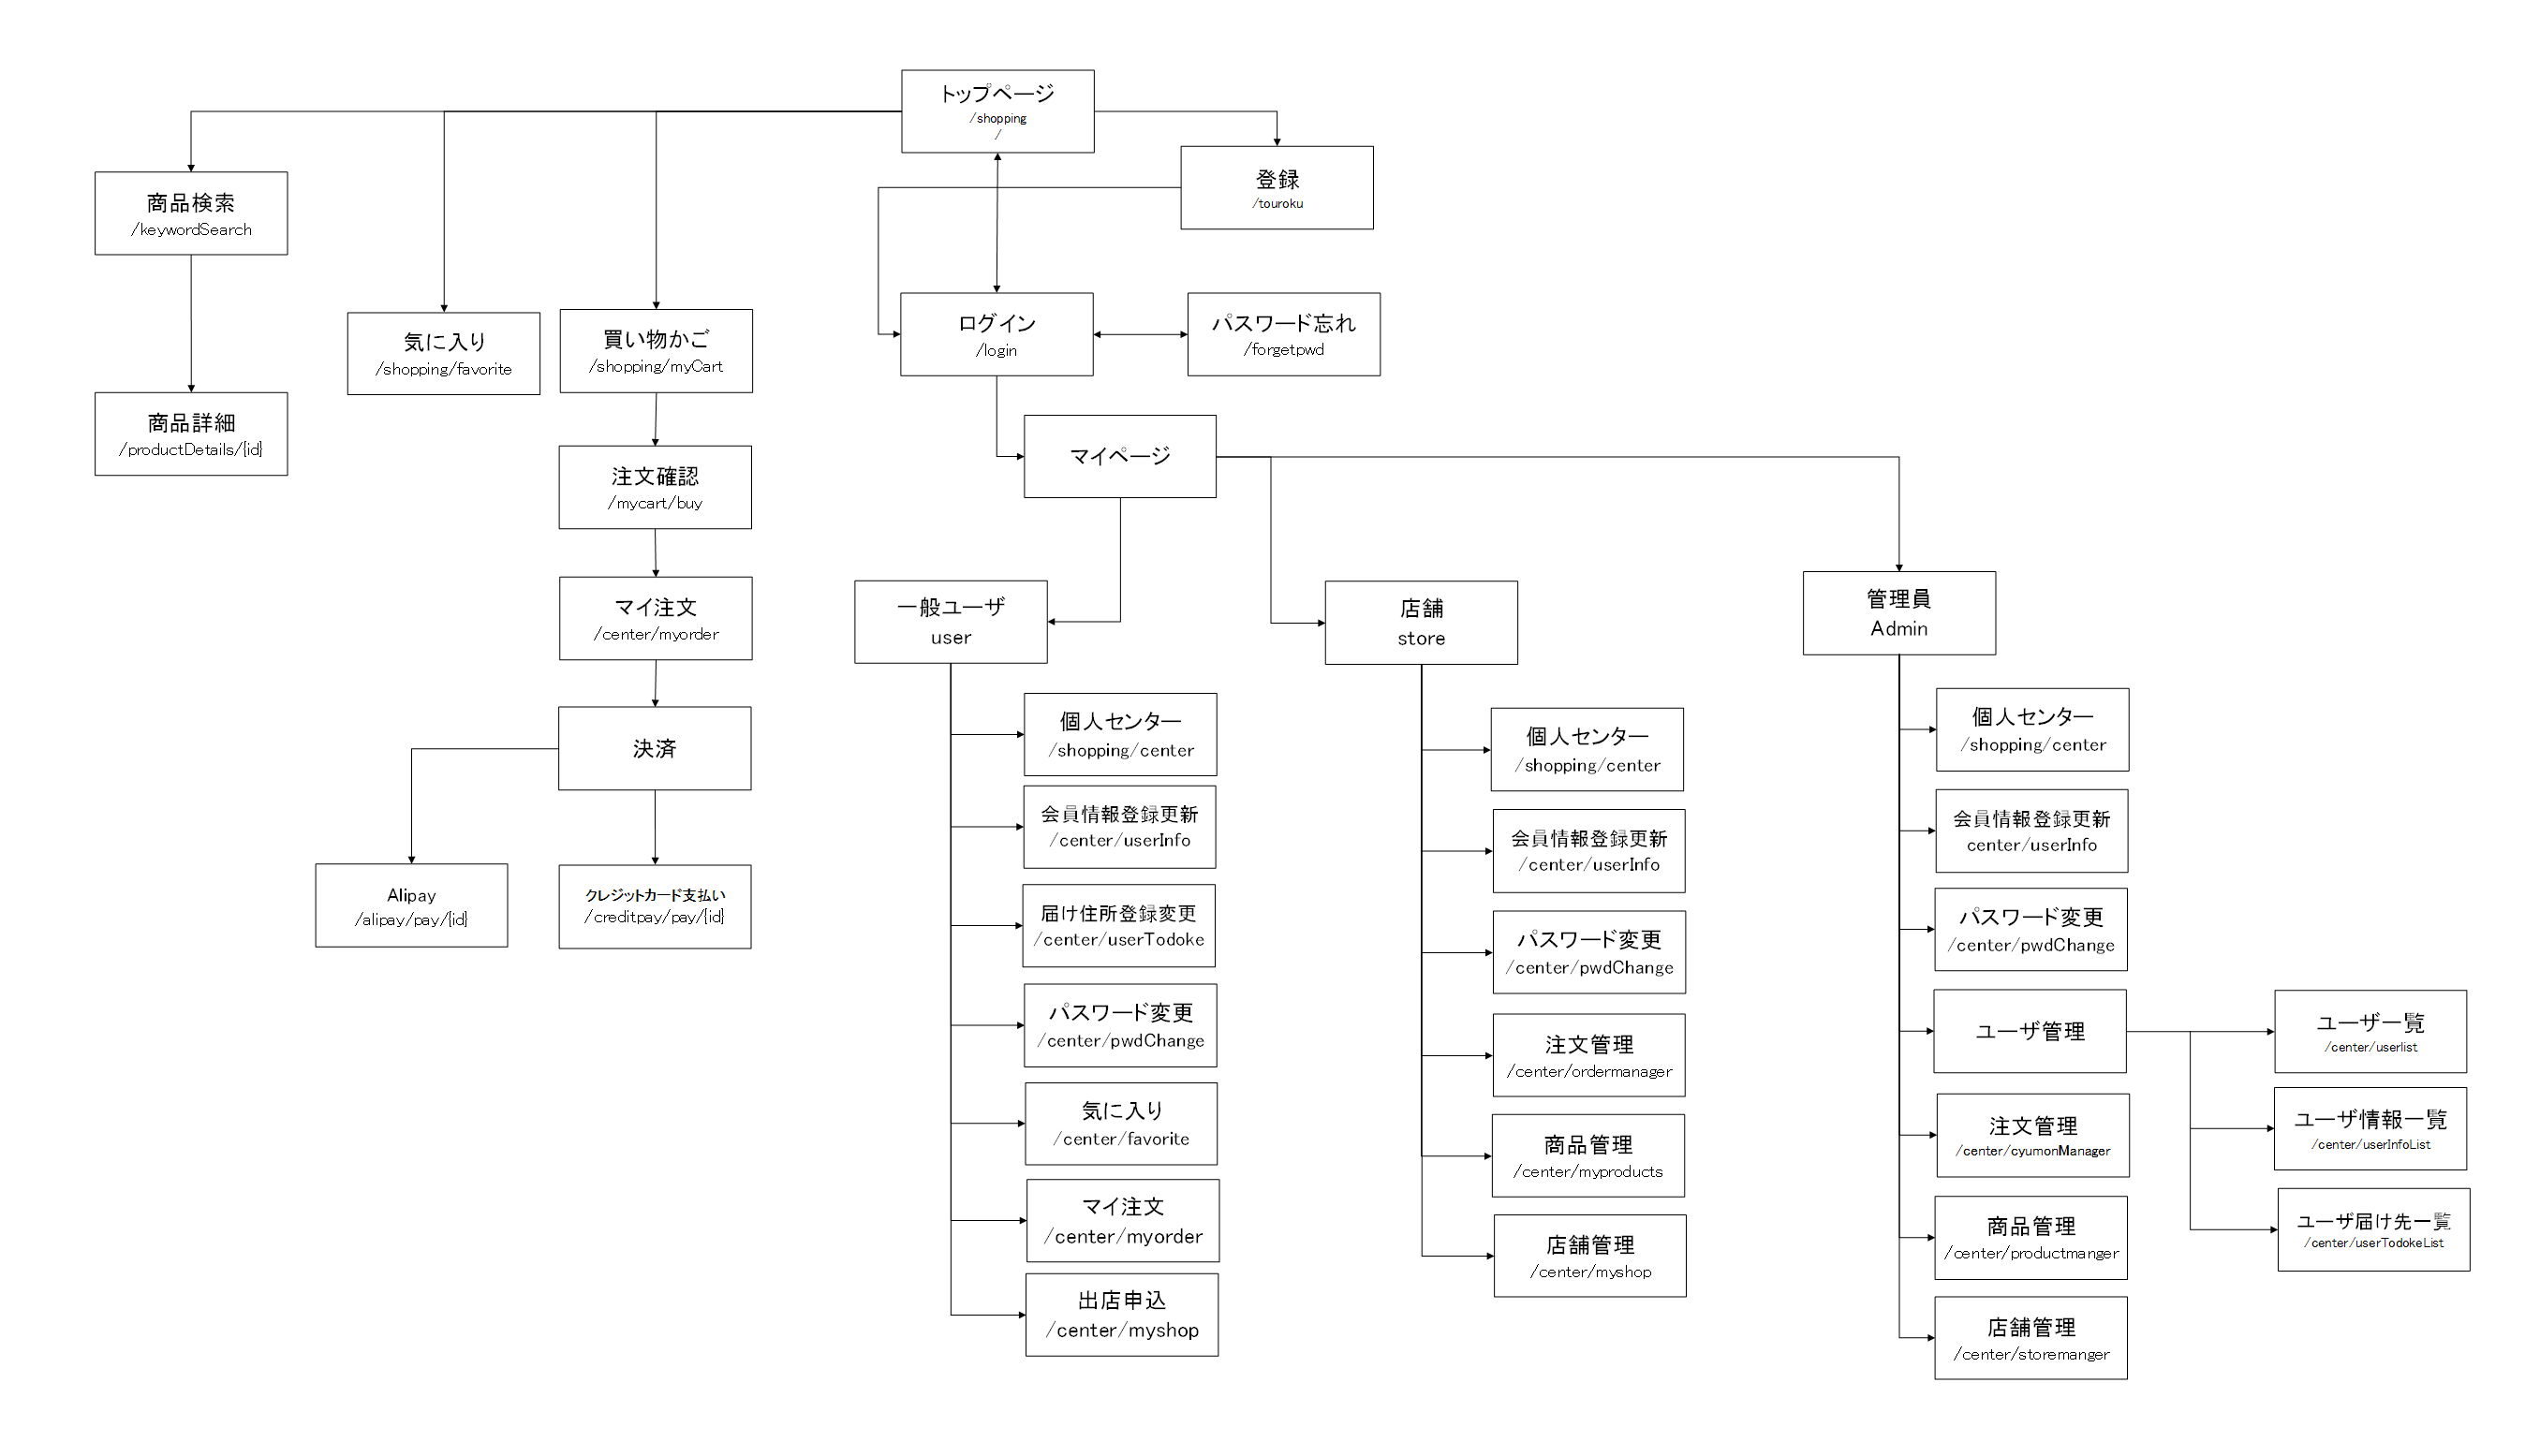 トップページ
/shopping
/
登録
/touroku
商品検索
/keywordSearch
気に入り
/shopping/favorite
買い物かご
/shopping/myCart
ログイン
/login
パスワード忘れ
/forgetpwd
商品詳細
/productDetails/{id}
注文確認
/mycart/buy
マイページ
マイ注文
/center/myorder
決済
Alipay
/alipay/pay/{id}
クレジットカード支払い
/creditpay/pay/{id}
一般ユーザ
user
個人センター
/shopping/center
会員情報登録更新
/center/userInfo
届け住所登録変更
/center/userTodoke
パスワード変更
/center/pwdChange
気に入り
/center/favorite
マイ注文
/center/myorder
出店申込
/center/myshop
店舗
store
個人センター
/shopping/center
会員情報登録更新
/center/userInfo
パスワード変更
/center/pwdChange
注文管理
/center/ordermanager
商品管理
/center/myproducts
店舗管理
/center/myshop
管理員
Admin
個人センター
/shopping/center
会員情報登録更新
center/userInfo
パスワード変更
/center/pwdChange
ユーザ管理
注文管理
/center/cyumonManager
商品管理
/center/productmanger
店舗管理
/center/storemanger
ユーザ一覧
/center/userlist
ユーザ情報一覧
/center/userInfoList
ユーザ届け先一覧
/center/userTodokeList